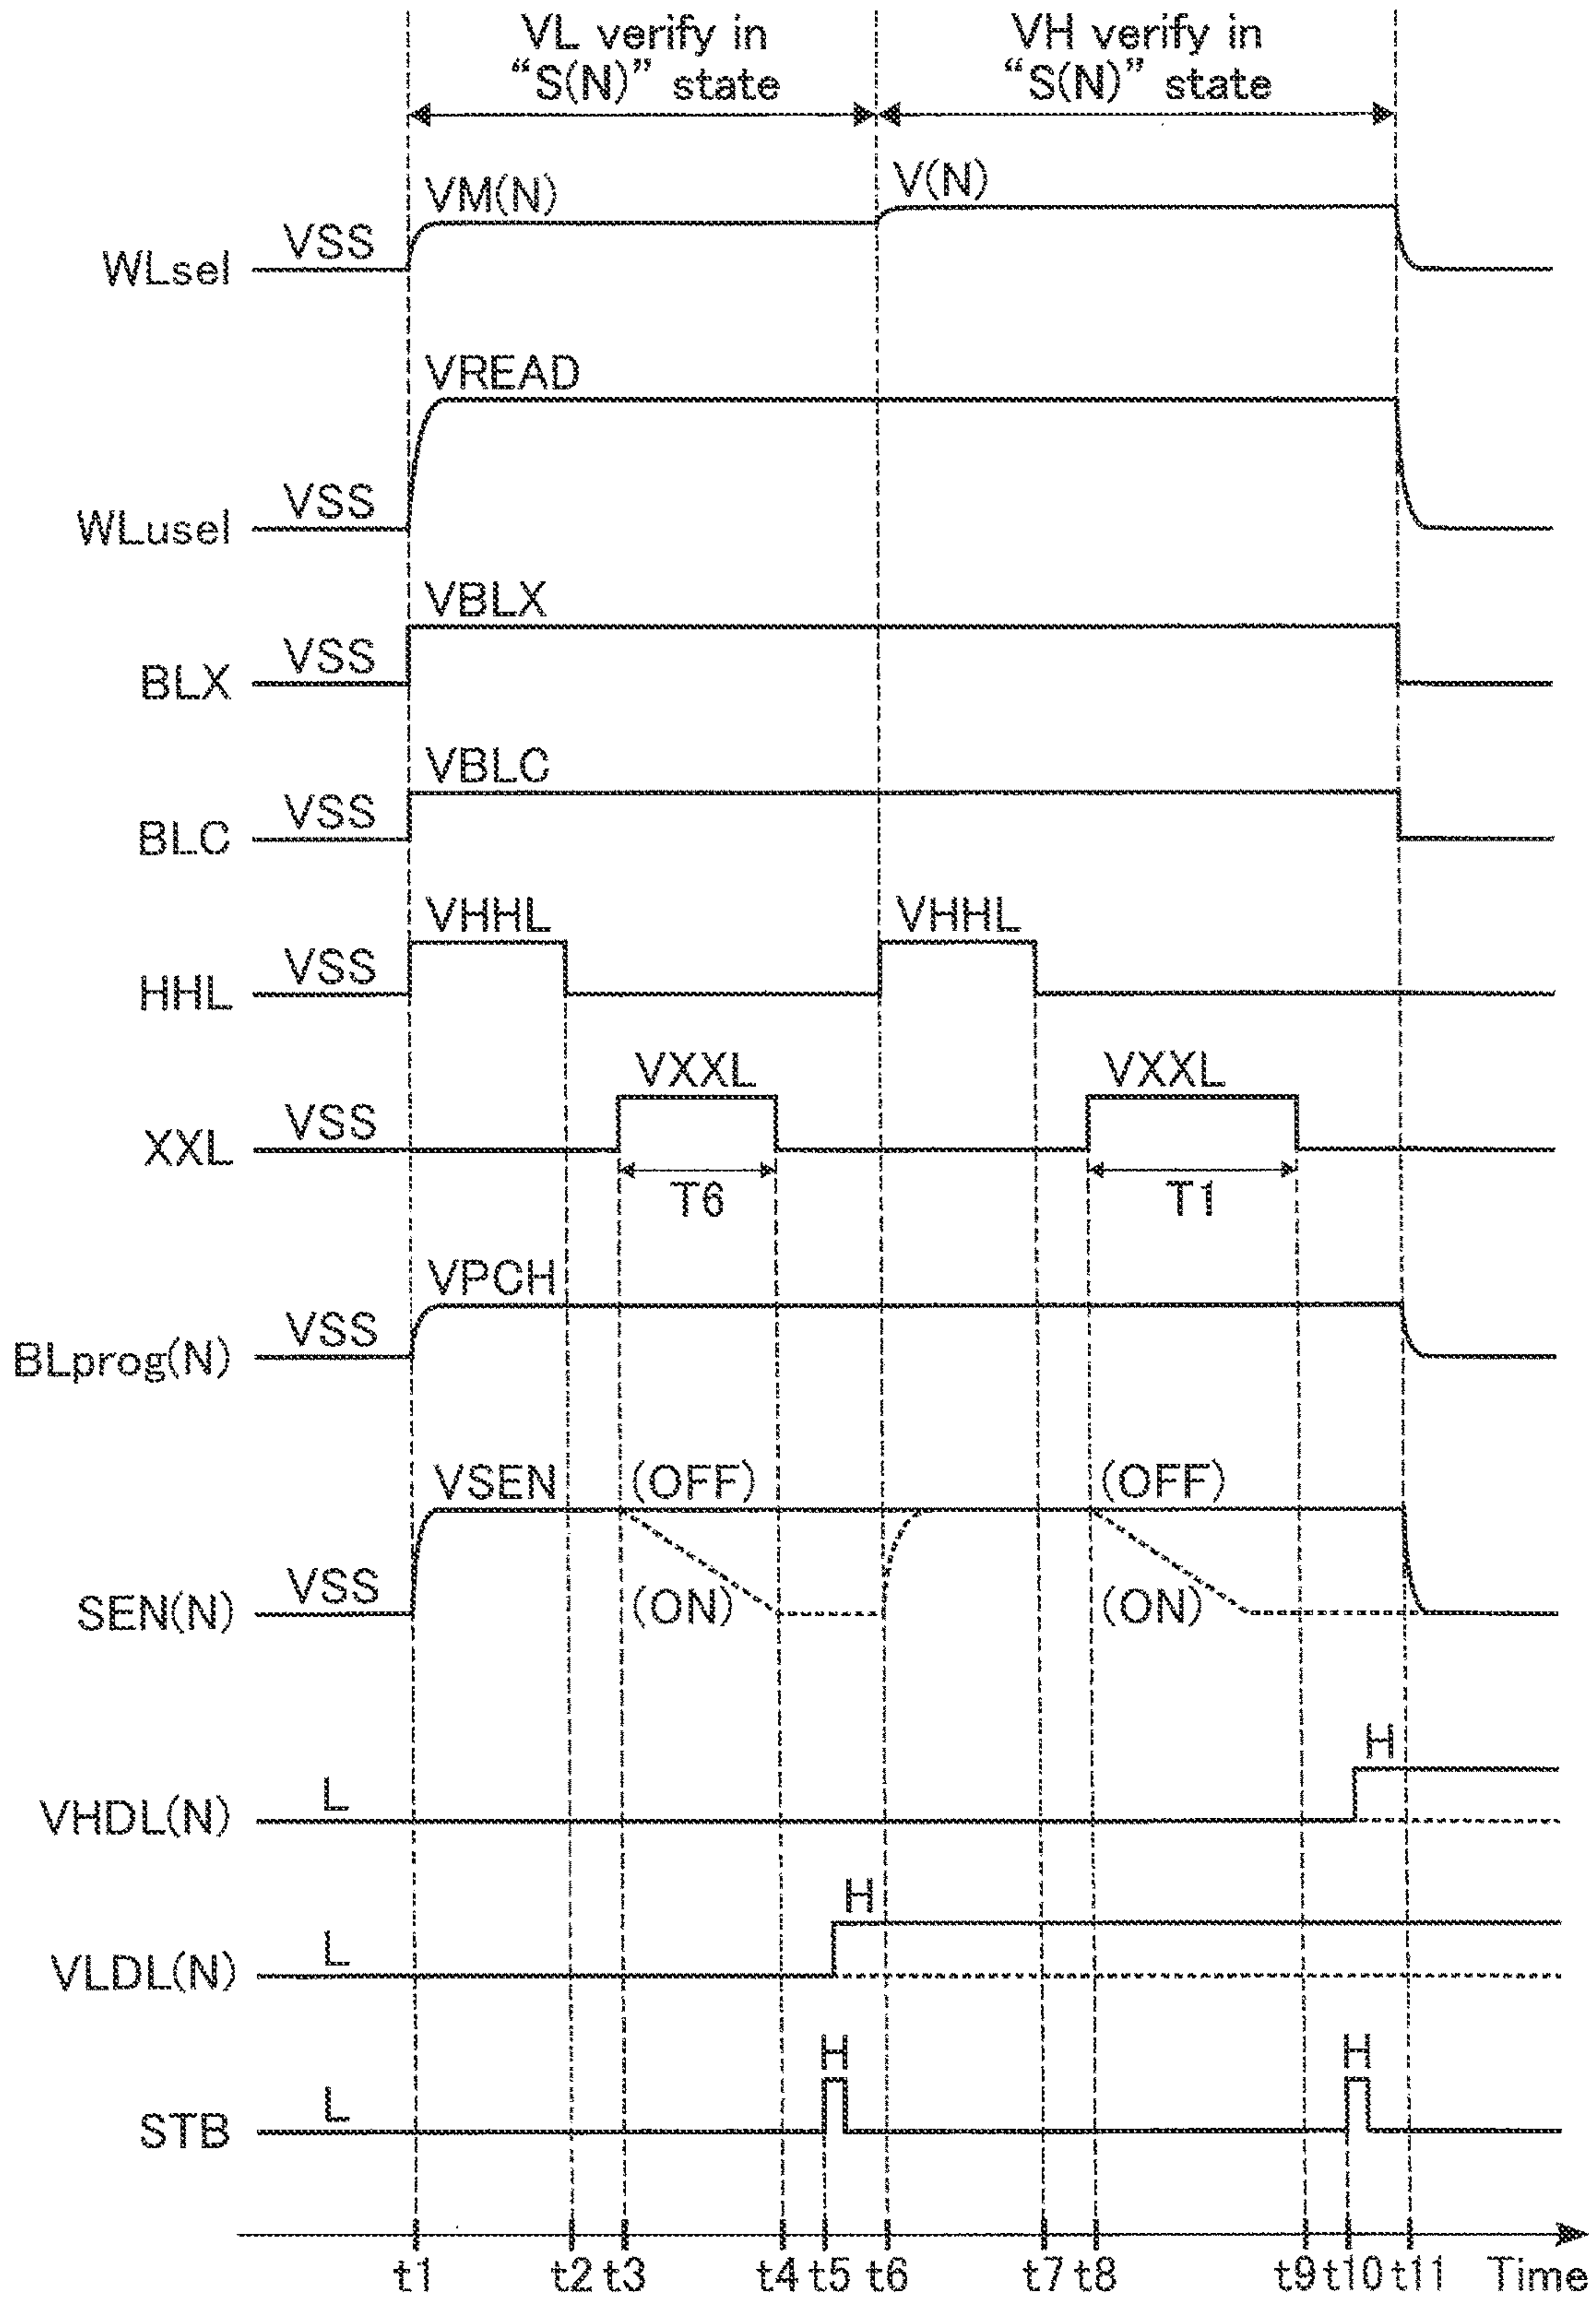 VL verify in
“S(N)” state
VH verify in
“S(N)” state
VM(N)
V(N)
VSS
WLsel
VREAD
VSS
WLusel
VBLX
VSS
BLX
VBLC
VSS
BLC
VHHL
VHHL
VSS
HHL
VXXL
VXXL
VSS
XXL
T6
T1
VPCH
VSS
BLprog(N)
VSEN
(OFF)
(OFF)
VSS
SEN(N)
(ON)
(ON)
H
L
VHDL(N)
H
L
VLDL(N)
H
H
L
STB
t1 t2 t3 t4 t5 t6 t7 t8 t9 t10 t11 Time